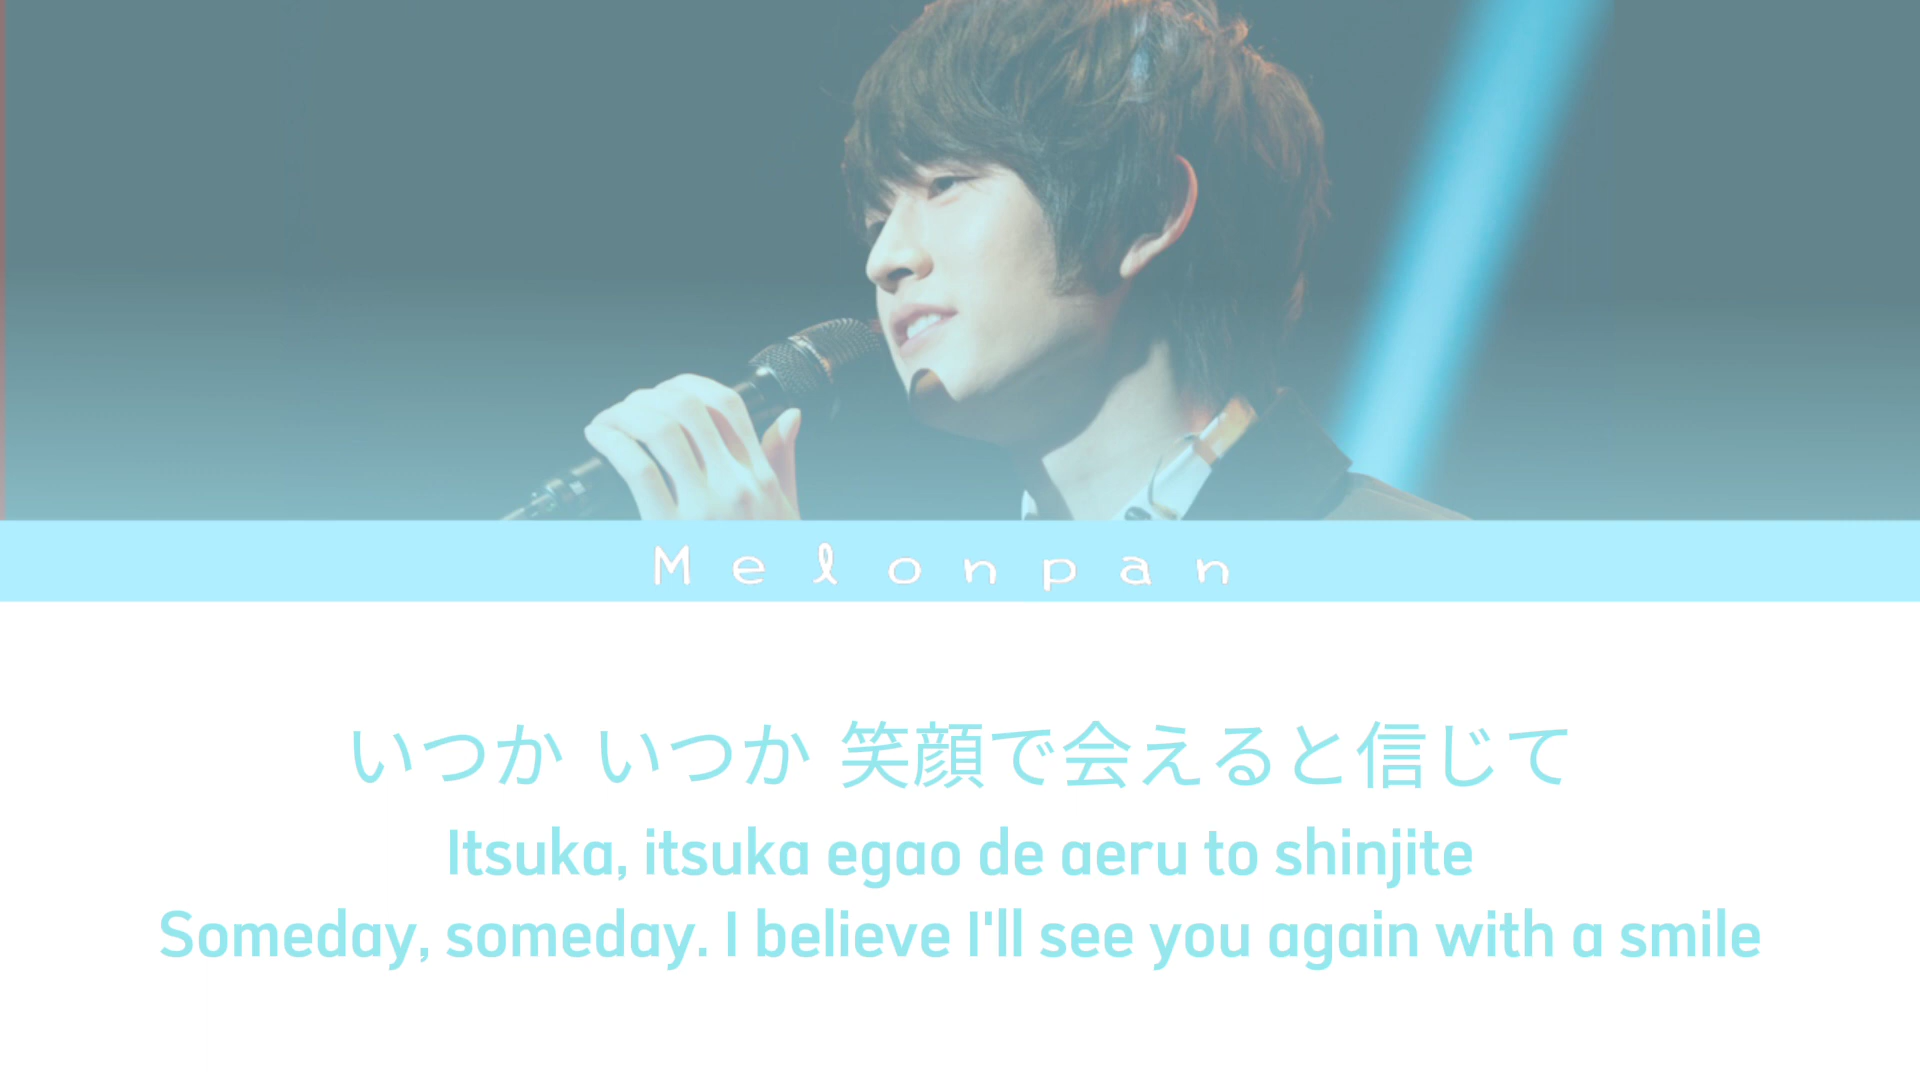 Melonpan
いつか いつか 笑顔で会えると信じて
Itsuka, itsuka egao de aeru to shinjite
Someday, someday. I believe I'll see you again with a smile